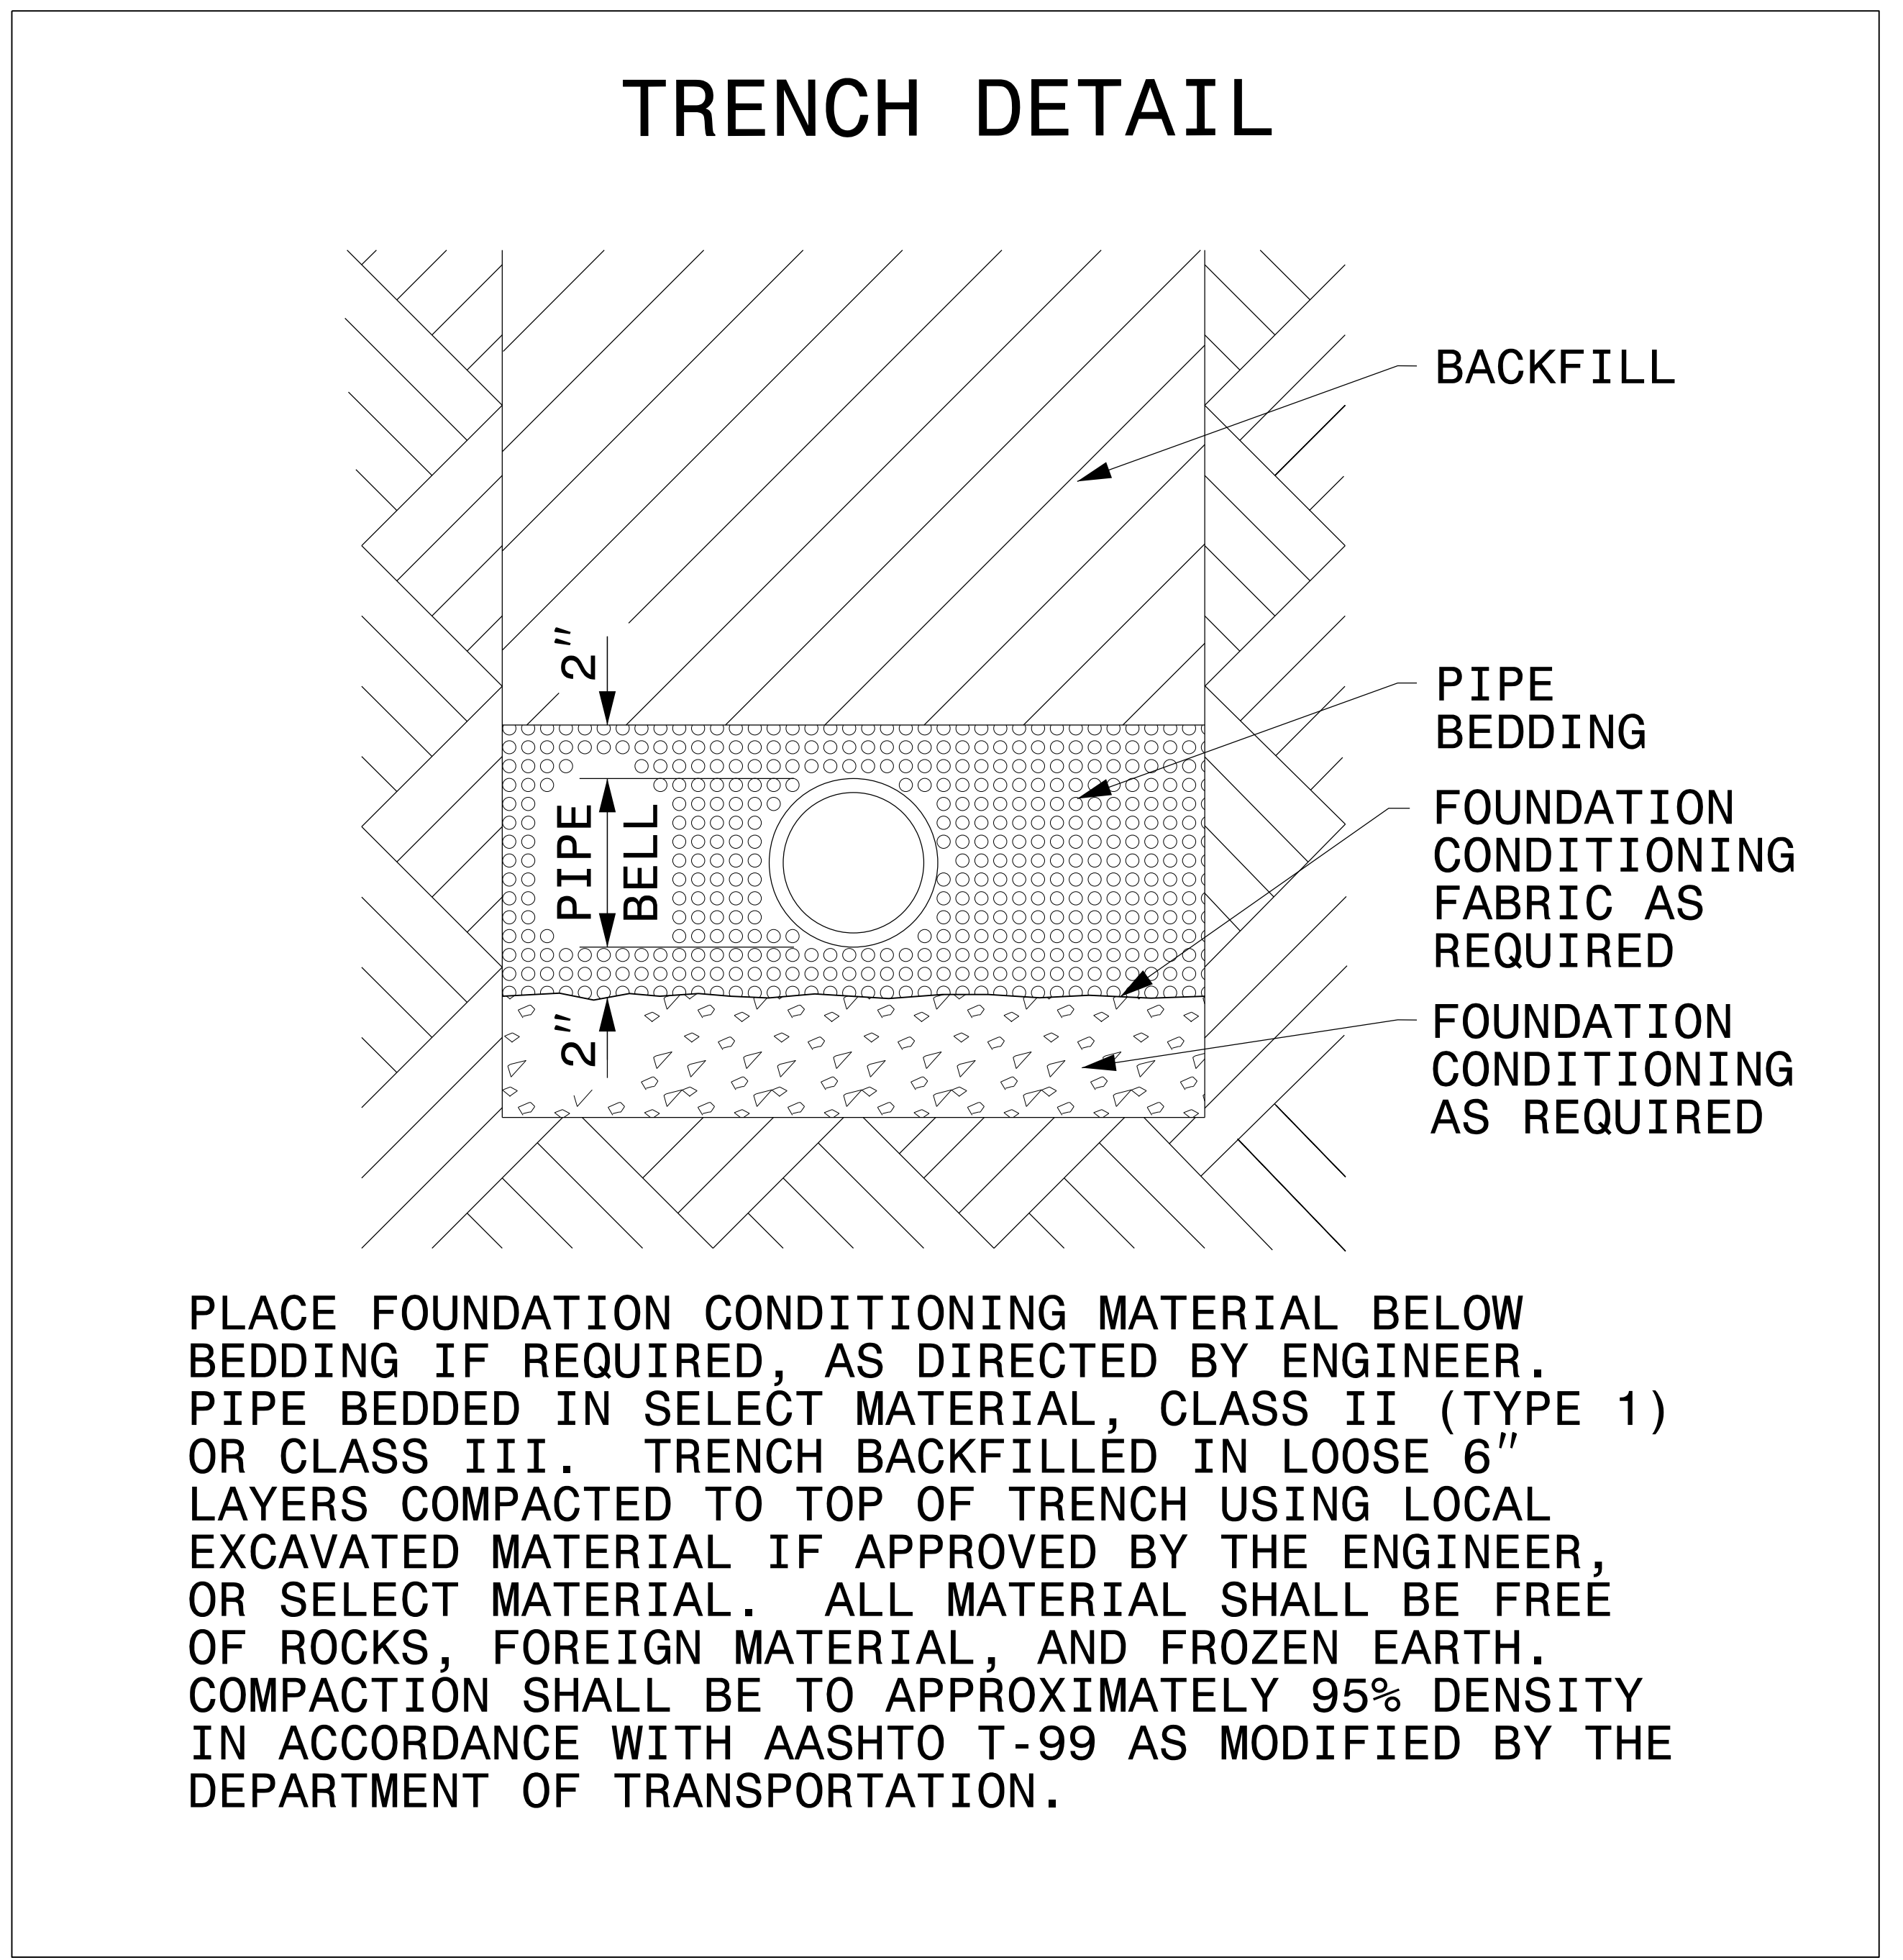 TRENCH DETAIL
BACKFILL
2"
PIPE
BEDDING
PIPE
BELL
FOUNDATION
CONDITIONING
FABRIC AS
REQUIRED
2"
FOUNDATION
CONDITIONING
AS REQUIRED
PLACE FOUNDATION CONDITIONING MATERIAL BELOW
BEDDING IF REQUIRED, AS DIRECTED BY ENGINEER.
PIPE BEDDED IN SELECT MATERIAL, CLASS II (TYPE 1)
OR CLASS III.  TRENCH BACKFILLED IN LOOSE 6"
LAYERS COMPACTED TO TOP OF TRENCH USING LOCAL
EXCAVATED MATERIAL IF APPROVED BY THE ENGINEER,
OR SELECT MATERIAL.  ALL MATERIAL SHALL BE FREE
OF ROCKS, FOREIGN MATERIAL, AND FROZEN EARTH.
COMPACTION SHALL BE TO APPROXIMATELY 95% DENSITY
IN ACCORDANCE WITH AASHTO T-99 AS MODIFIED BY THE
DEPARTMENT OF TRANSPORTATION.